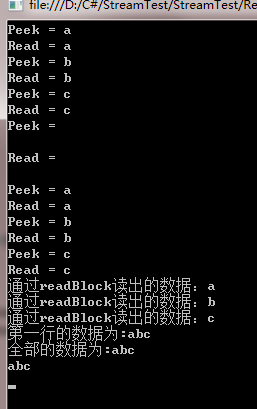 file:///D:/C#/StreamTest/StreamTest/Re
Peek = a
Read = a
Peek = b
Read = b
Peek = c
Read = c
Peek =
Read =
Peek = a
Read = a
Peek = b
Read = b
Peek = c
Read = c
通过readBlock读出的数据：a
通过readBlock读出的数据：b
通过readBlock读出的数据：c
第一行的数据为:abc
全部的数据为:abc
abc